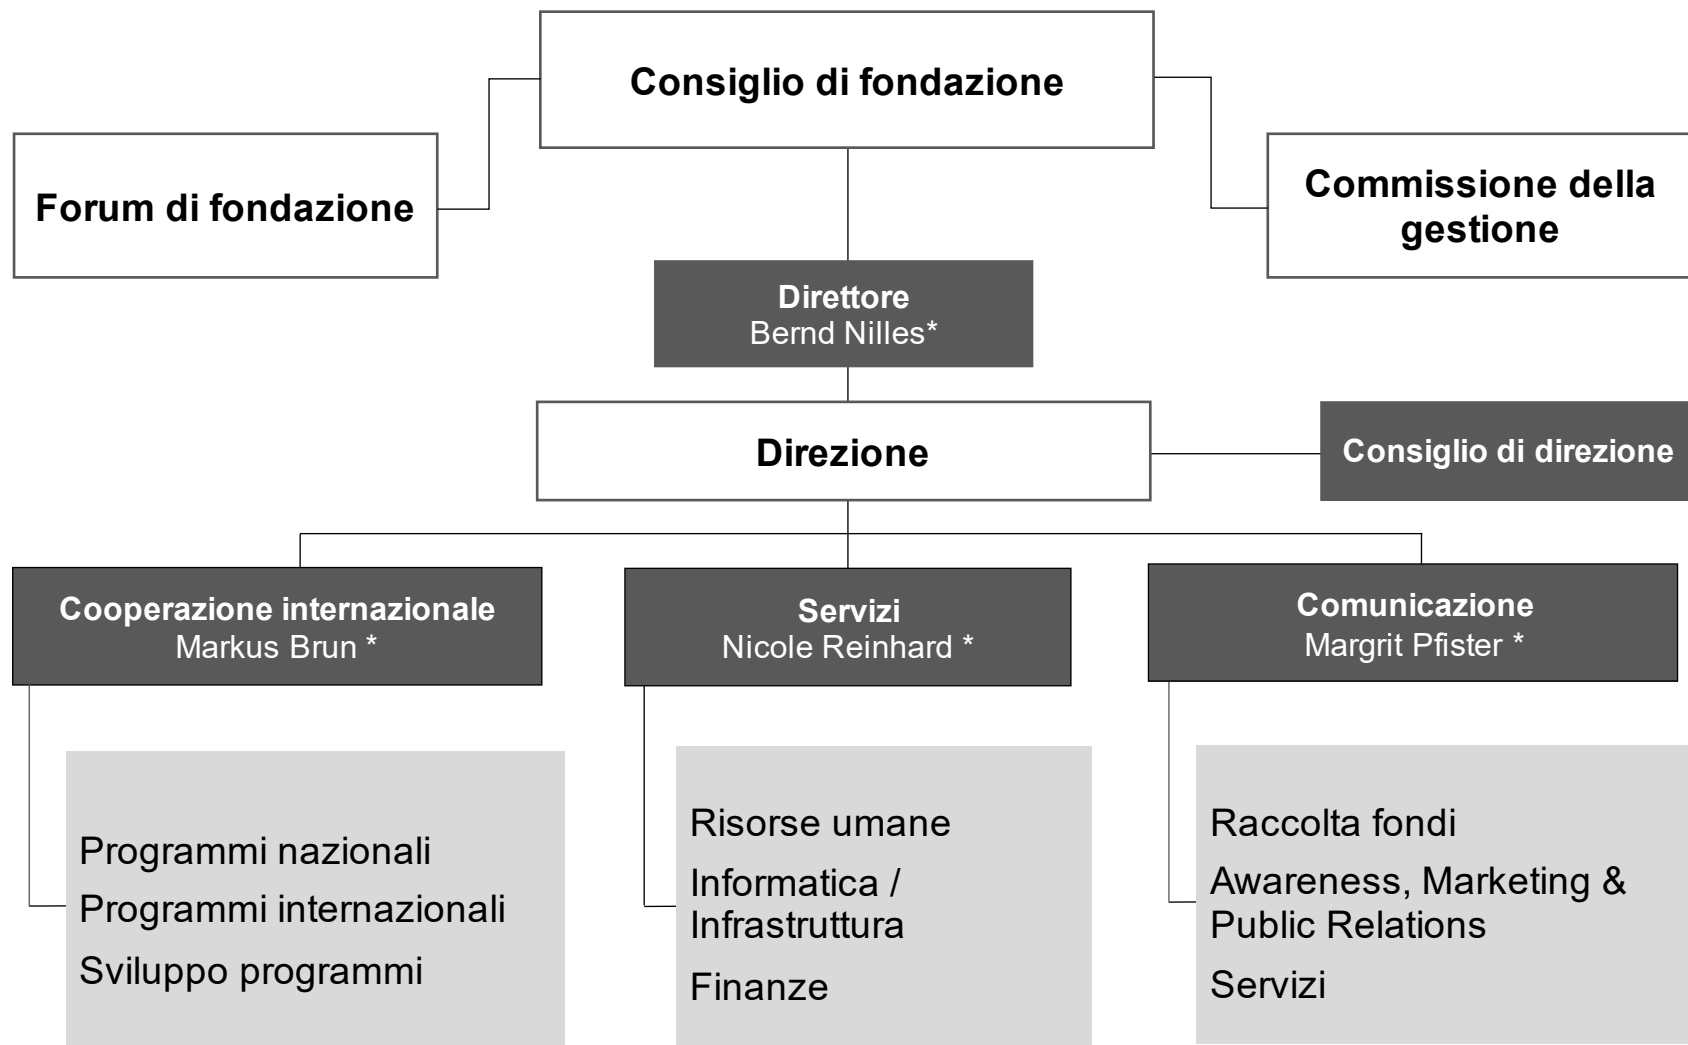 Consiglio di fondazione
Forum di fondazione
Commissione della
gestione
Direttore
Bernd Nilles*
Direzione
Consiglio di direzione
Cooperazione internazionale
Markus Brun *
Servizi
Nicole Reinhard *
Comunicazione
Margrit Pfister *
Programmi nazionali
Programmi internazionali
Sviluppo programmi
Risorse umane
Informatica /
Infrastruttura
Finanze
Raccolta fondi
Awareness, Marketing &
Public Relations
Servizi